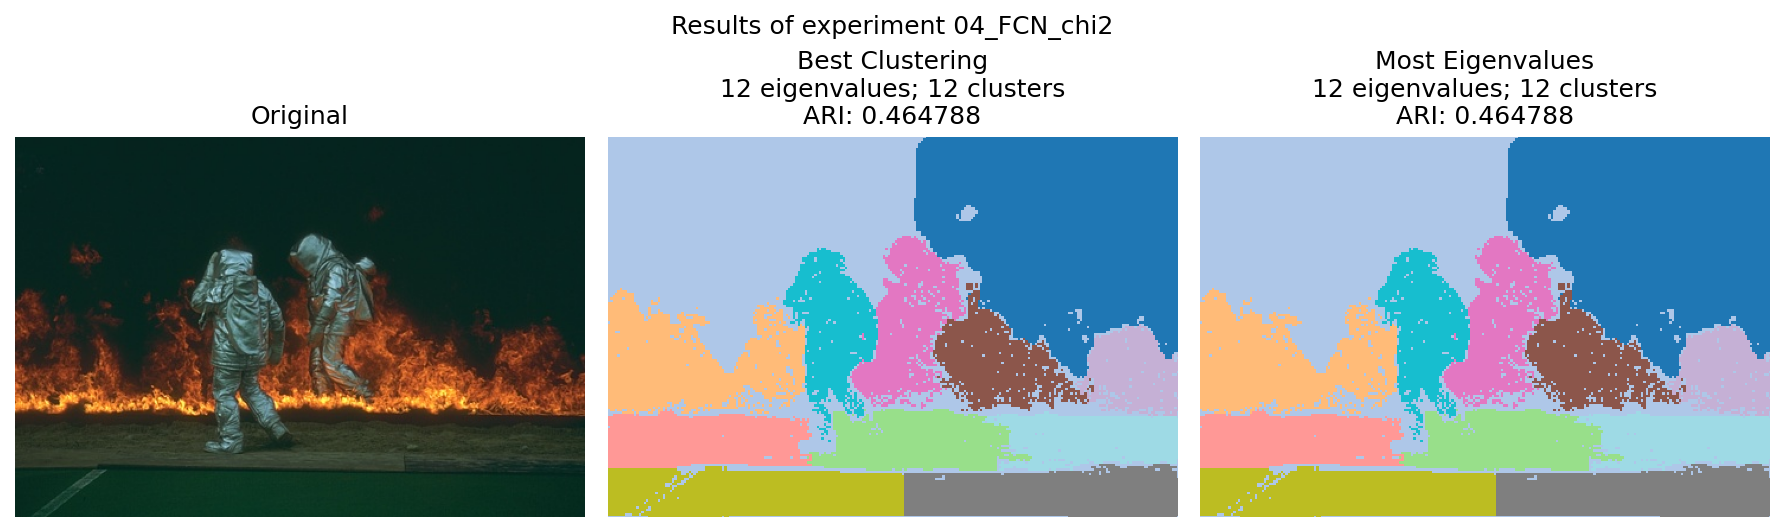 Results of experiment 04_FCN_chi2
Original
Best Clustering
12 eigenvalues; 12 clusters
ARI: 0.464788
Most Eigenvalues
12 eigenvalues; 12 clusters
ARI: 0.464788